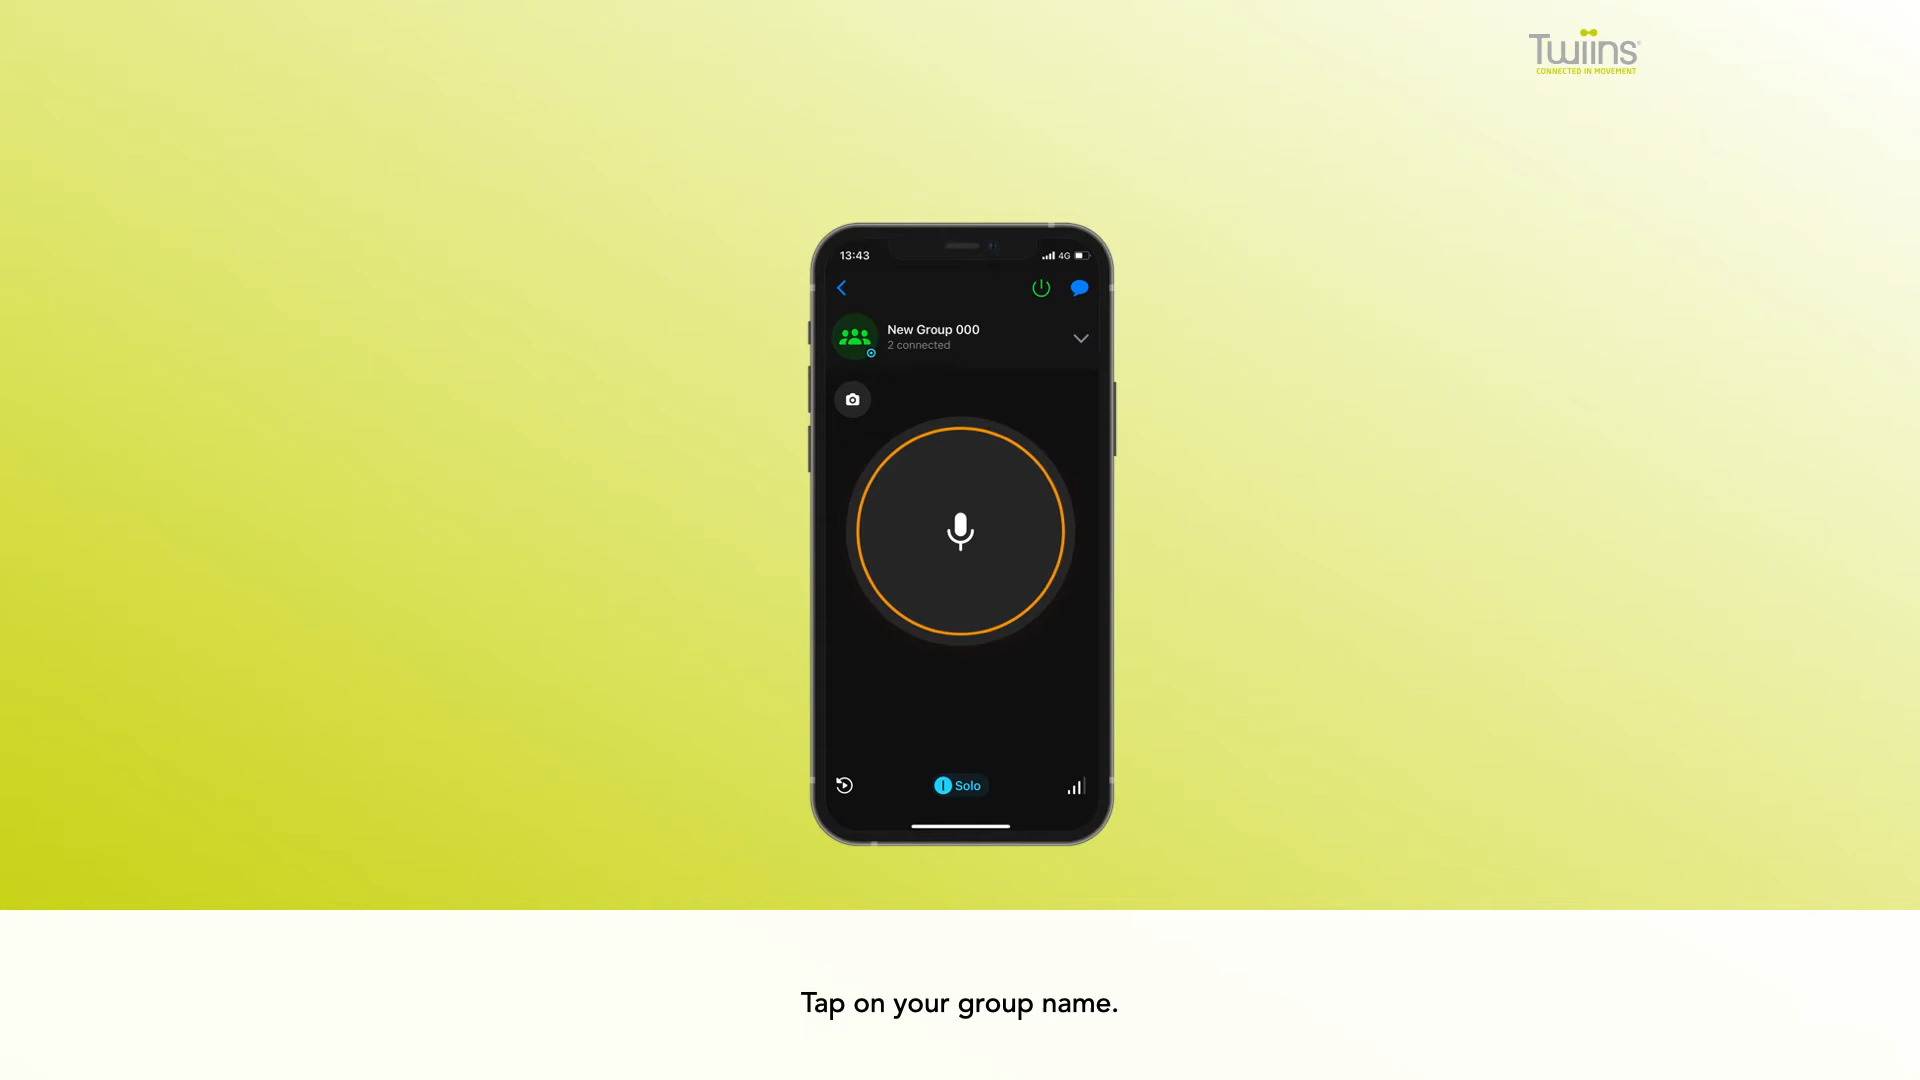 Twiins
CONNECTED IN MOVEMENT
13:43
4G
New Group 000
2 connected
Solo
Tap on your group name.